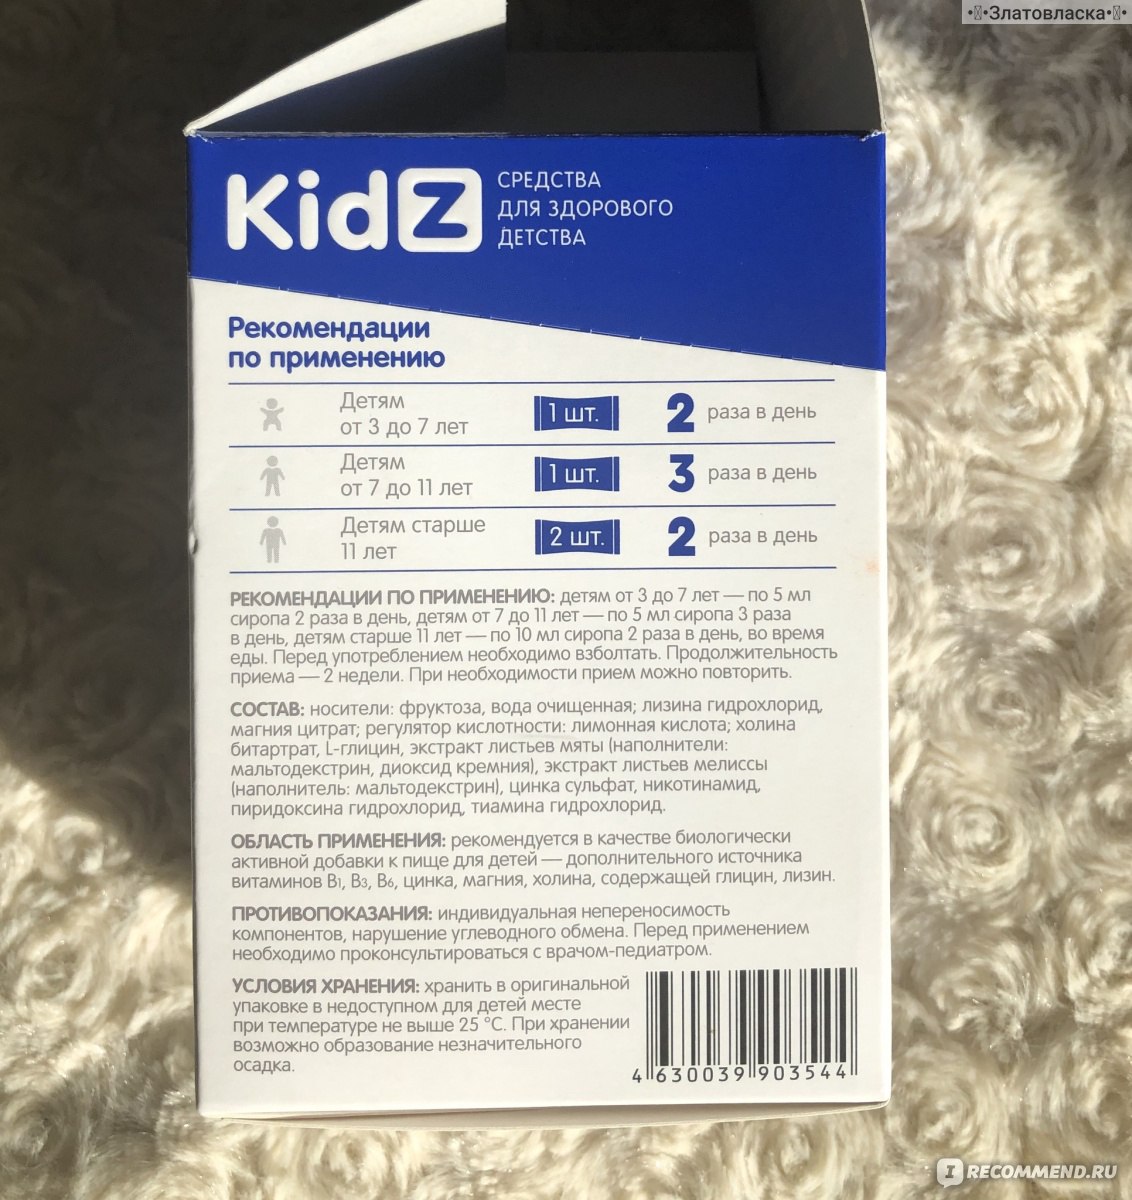 •Златовласка•
KidZ
СРЕДСТВА
ДЛЯ ЗДОРОВОГО
ДЕТСТВА
Рекомендации
по применению
Детям
от 3 до 7 лет
1 шт.
2 раза в день
Детям
от 7 до 11 лет
1 шт.
3 раза в день
Детям старше
11 лет
2 шт.
2 раза в день
РЕКОМЕНДАЦИИ ПО ПРИМЕНЕНИЮ: детям от 3 до 7 лет — по 5 мл
сиропа 2 раза в день, детям от 7 до 11 лет — по 5 мл сиропа 3 раза
в день, детям старше 11 лет — по 10 мл сиропа 2 раза в день, во время
еды. Перед употреблением необходимо взболтать. Продолжительность
приема — 2 недели. При необходимости прием можно повторить.
СОСТАВ: носители: фруктоза, вода очищенная; лизина гидрохлорид,
магния цитрат; регулятор кислотности: лимонная кислота; холина
битартрат, L-глицин, экстракт листьев мяты (наполнители:
мальтодекстрин, диоксид кремния), экстракт листьев мелиссы
(наполнитель: мальтодекстрин), цинка сульфат, никотинамид,
пиридоксина гидрохлорид, тиамина гидрохлорид.
ОБЛАСТЬ ПРИМЕНЕНИЯ: рекомендуется в качестве биологически
активной добавки к пище для детей — дополнительного источника
витаминов B1, B3, B6, цинка, магния, холина, содержащей глицин, лизин.
ПРОТИВОПОКАЗАНИЯ: индивидуальная непереносимость
компонентов, нарушение углеводного обмена. Перед применением
необходимо проконсультироваться с врачом-педиатром.
УСЛОВИЯ ХРАНЕНИЯ: хранить в оригинальной
упаковке в недоступном для детей месте
при температуре не выше 25 °С. При хранении
возможно образование незначительного
осадка.
4 630039 903544
IRECOMMEND.RU